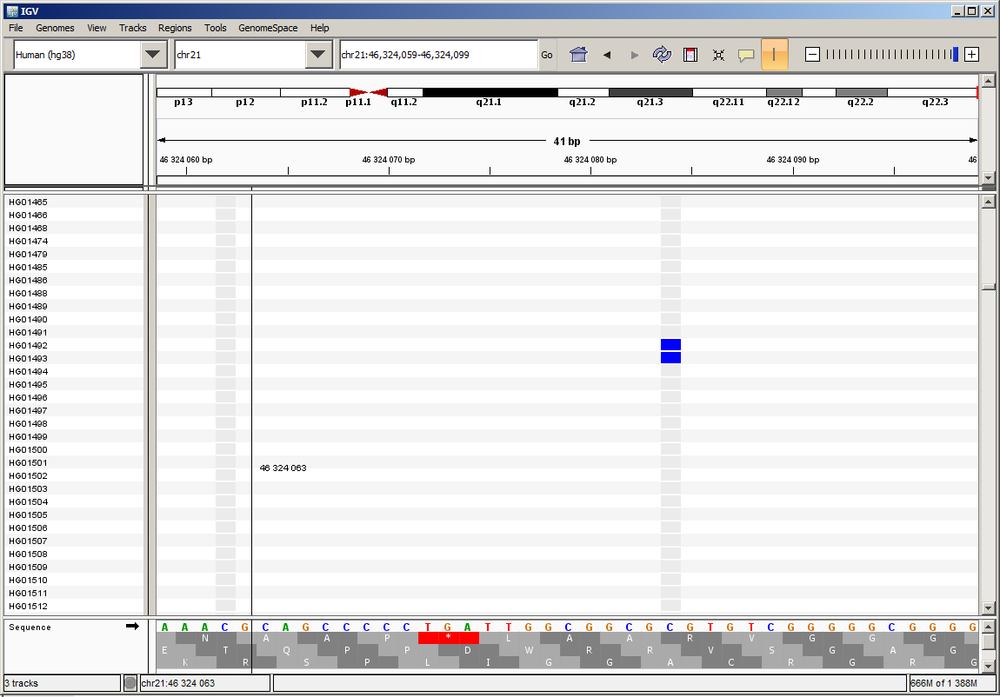 IGV
File Genomes View Tracks Regions Tools GenomeSpace Help
Human (hg38) chr21 chr21:46,324,059-46,324,099 Go
p13 p12 p11.2 p11.1 q11.2 q21.1 q21.2 q21.3 q22.11 q22.12 q22.2 q22.3
41 bp
46 324 060 bp 46 324 070 bp 46 324 080 bp 46 324 090 bp 46
HG01465
HG01466
HG01468
HG01474
HG01479
HG01485
HG01486
HG01488
HG01489
HG01490
HG01491
HG01492
HG01493
HG01494
HG01495
HG01496
HG01497
HG01498
HG01499
HG01500
HG01501
46 324 063
HG01502
HG01503
HG01504
HG01505
HG01506
HG01507
HG01508
HG01509
HG01510
HG01511
HG01512
Sequence A A A C G C A G C C C C C T G A T T G G C G G C G C G T G T C G G G G G C G G G G
N A A P * L A A R V G G G
E T Q P P D W R R V S G A G
K R S P L I G G A C R G R G
3 tracks chr21:46 324 063 666M of 1 388M